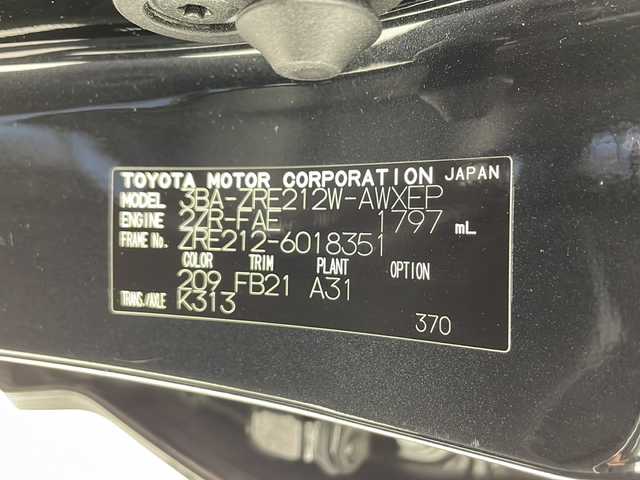 TOYOTA MOTOR CORPORATION JAPAN
MODEL 3BA-ZRE212W-AWXEP
ENGINE 2ZR-FAE 1797 mL
FRAME No. ZRE212-6018351
COLOR TRIM PLANT OPTION
209 FB21 A31
TRANS./AXLE K313
370